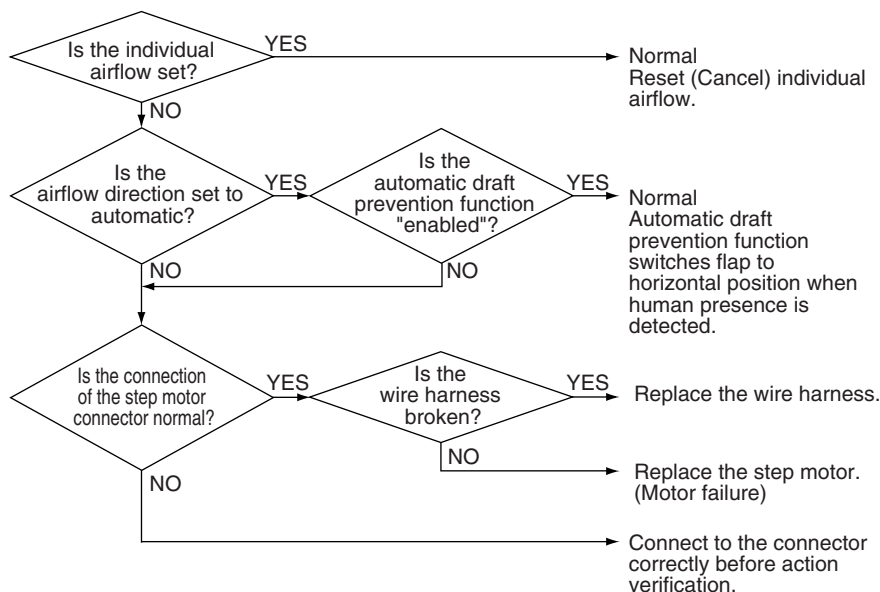 Is the individual
airflow set?
YES
Normal
Reset (Cancel) individual
airflow.
NO
Is the
airflow direction set to
automatic?
YES
Is the
automatic draft
prevention function
"enabled"?
YES
Normal
Automatic draft
prevention function
switches flap to
horizontal position when
human presence is
detected.
NO
NO
Is the connection
of the step motor
connector normal?
YES
Is the
wire harness
broken?
YES
Replace the wire harness.
NO
Replace the step motor.
(Motor failure)
NO
Connect to the connector
correctly before action
verification.